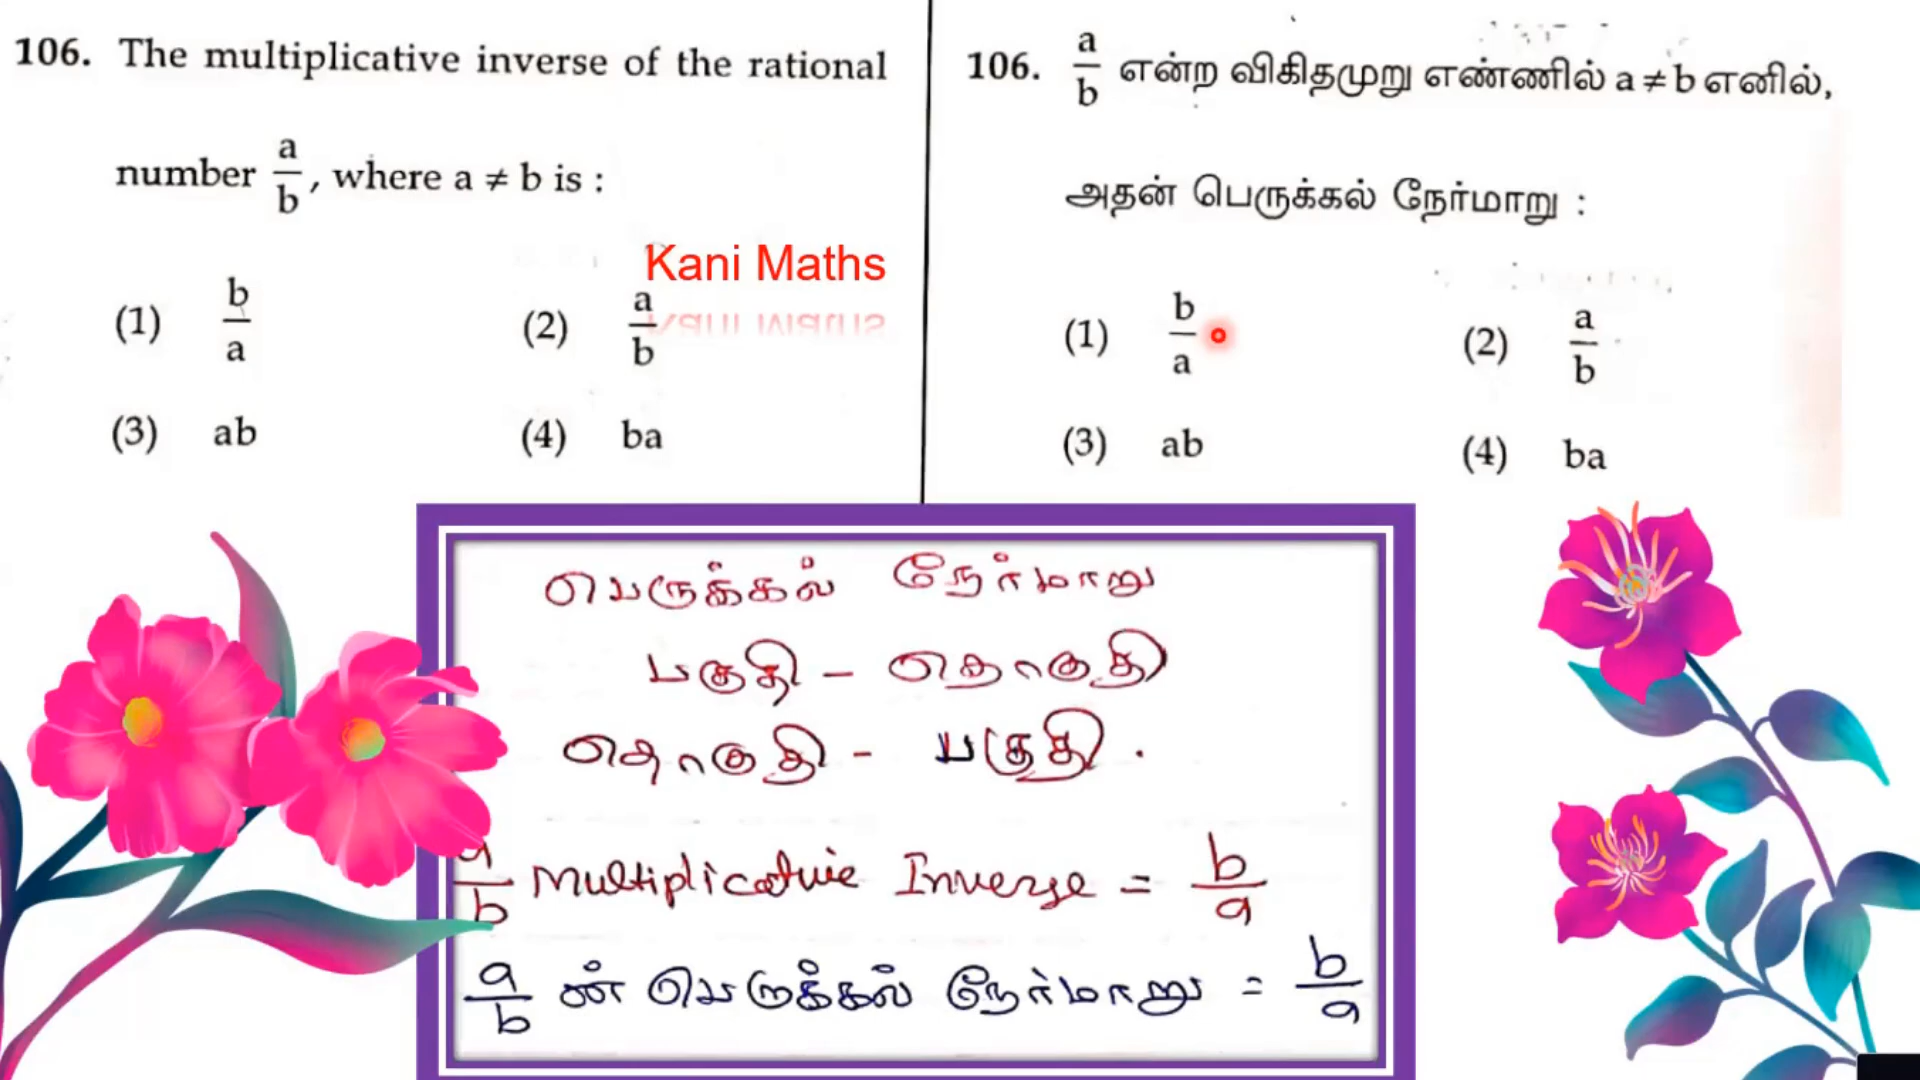 106. The multiplicative inverse of the rational
number a/b, where a ≠ b is :
Kani Maths
(1) b/a (2) a/b
(3) ab (4) ba
106. a/b என்ற விகிதமுறு எண்ணில் a ≠ b எனில்,
அதன் பெருக்கல் நேர்மாறு :
(1) b/a (2) a/b
(3) ab (4) ba
பெருக்கல் நேர்மாறு
பகுதி - தொகுதி
தொகுதி - பகுதி.
a/b Multiplicative Inverse = b/a
a/b ன் பெருக்கல் நேர்மாறு = b/a